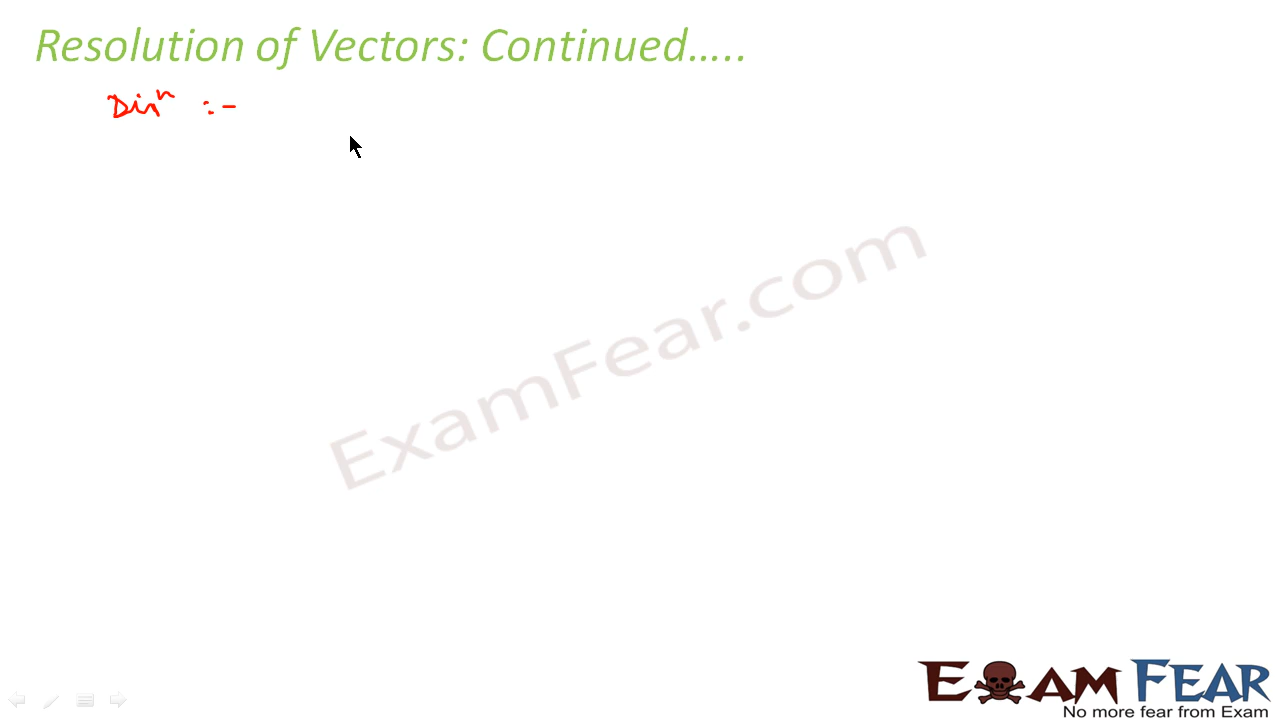 Resolution of Vectors: Continued…..
Dirⁿ :-
ExamFear.com
EXAM FEAR
No more fear from Exam